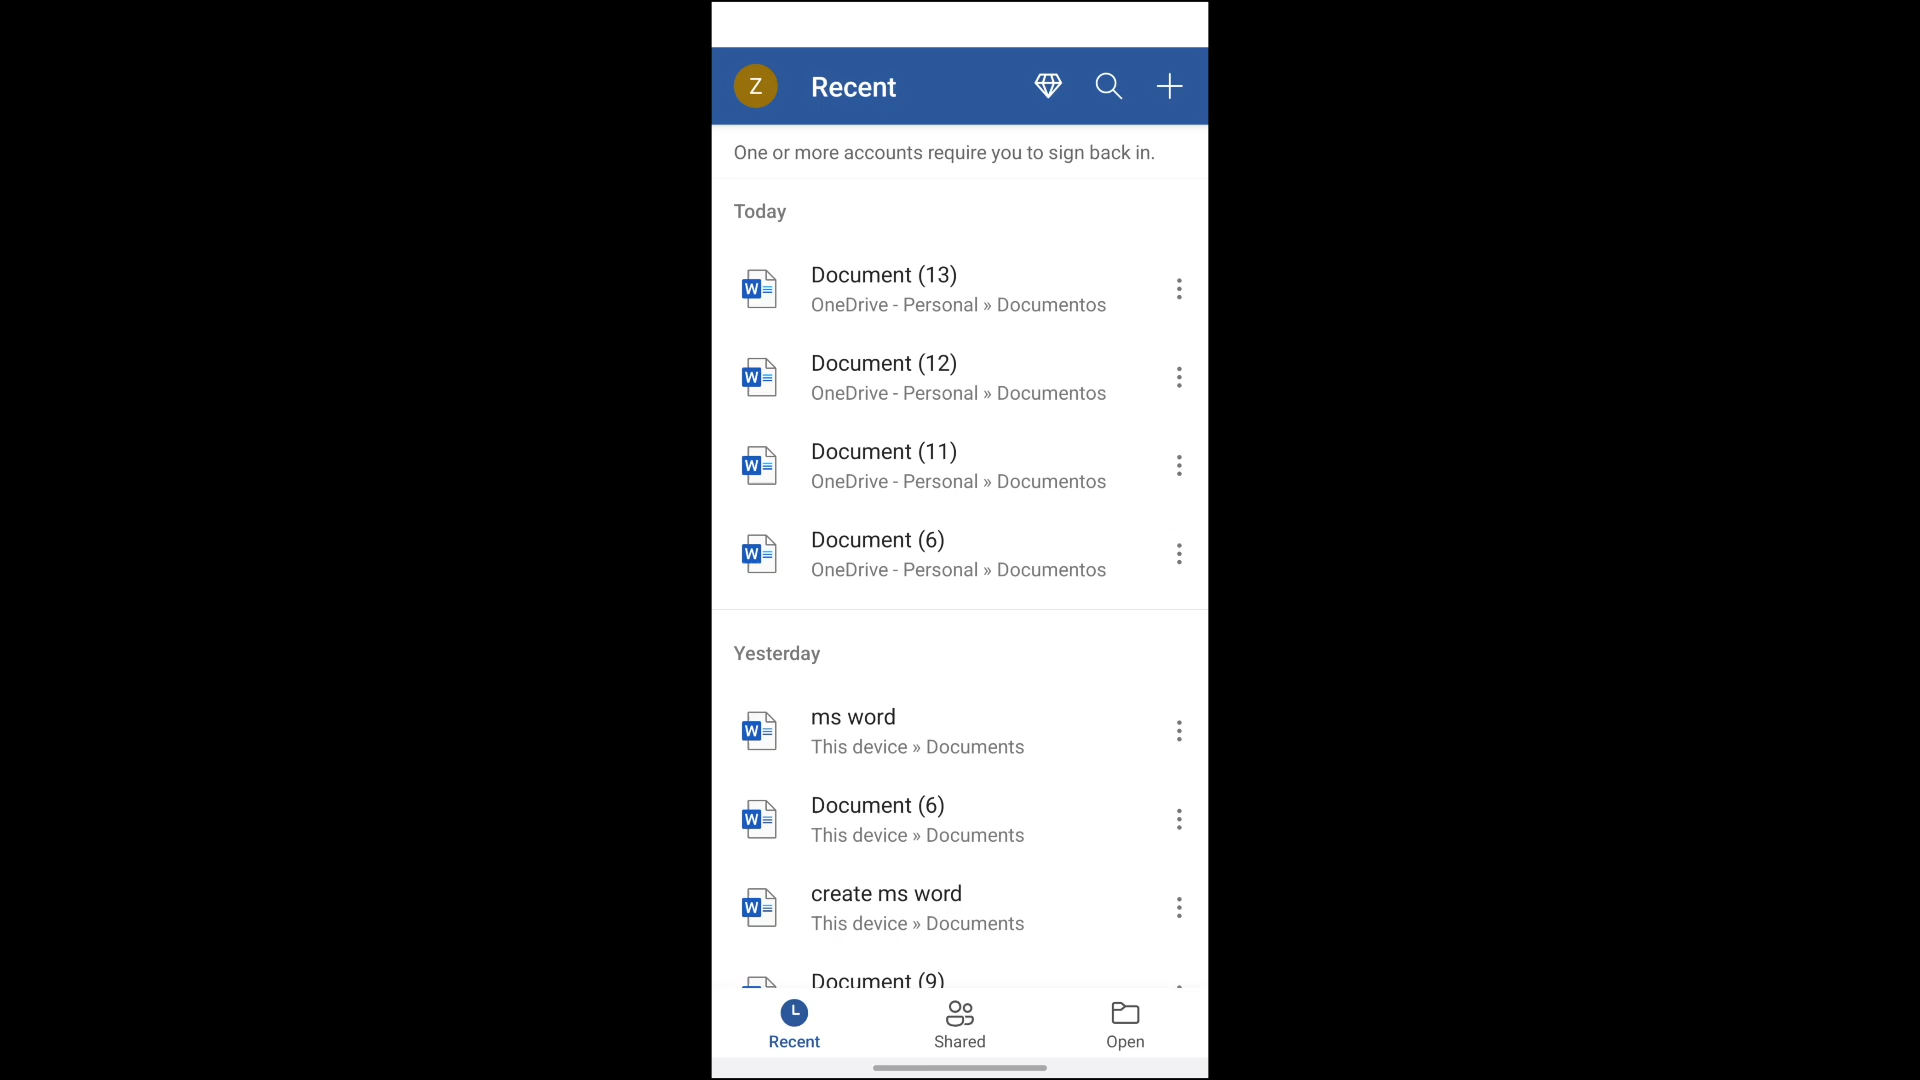 Z Recent
One or more accounts require you to sign back in.
Today
Document (13)
OneDrive - Personal » Documentos
Document (12)
OneDrive - Personal » Documentos
Document (11)
OneDrive - Personal » Documentos
Document (6)
OneDrive - Personal » Documentos
Yesterday
ms word
This device » Documents
Document (6)
This device » Documents
create ms word
This device » Documents
Document (9)
Recent Shared Open